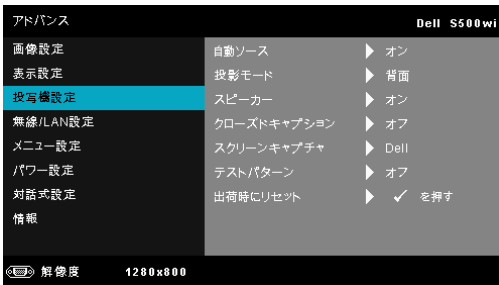 アドバンス Dell S500wi
画像設定
表示設定
投写機設定
無線/LAN設定
メニュー設定
パワー設定
対話式設定
情報
自動ソース オン
投影モード 背面
スピーカー オン
クローズドキャプション オフ
スクリーンキャプチャ Dell
テストパターン オフ
出荷時にリセット ✓ を押す
解像度 1280x800